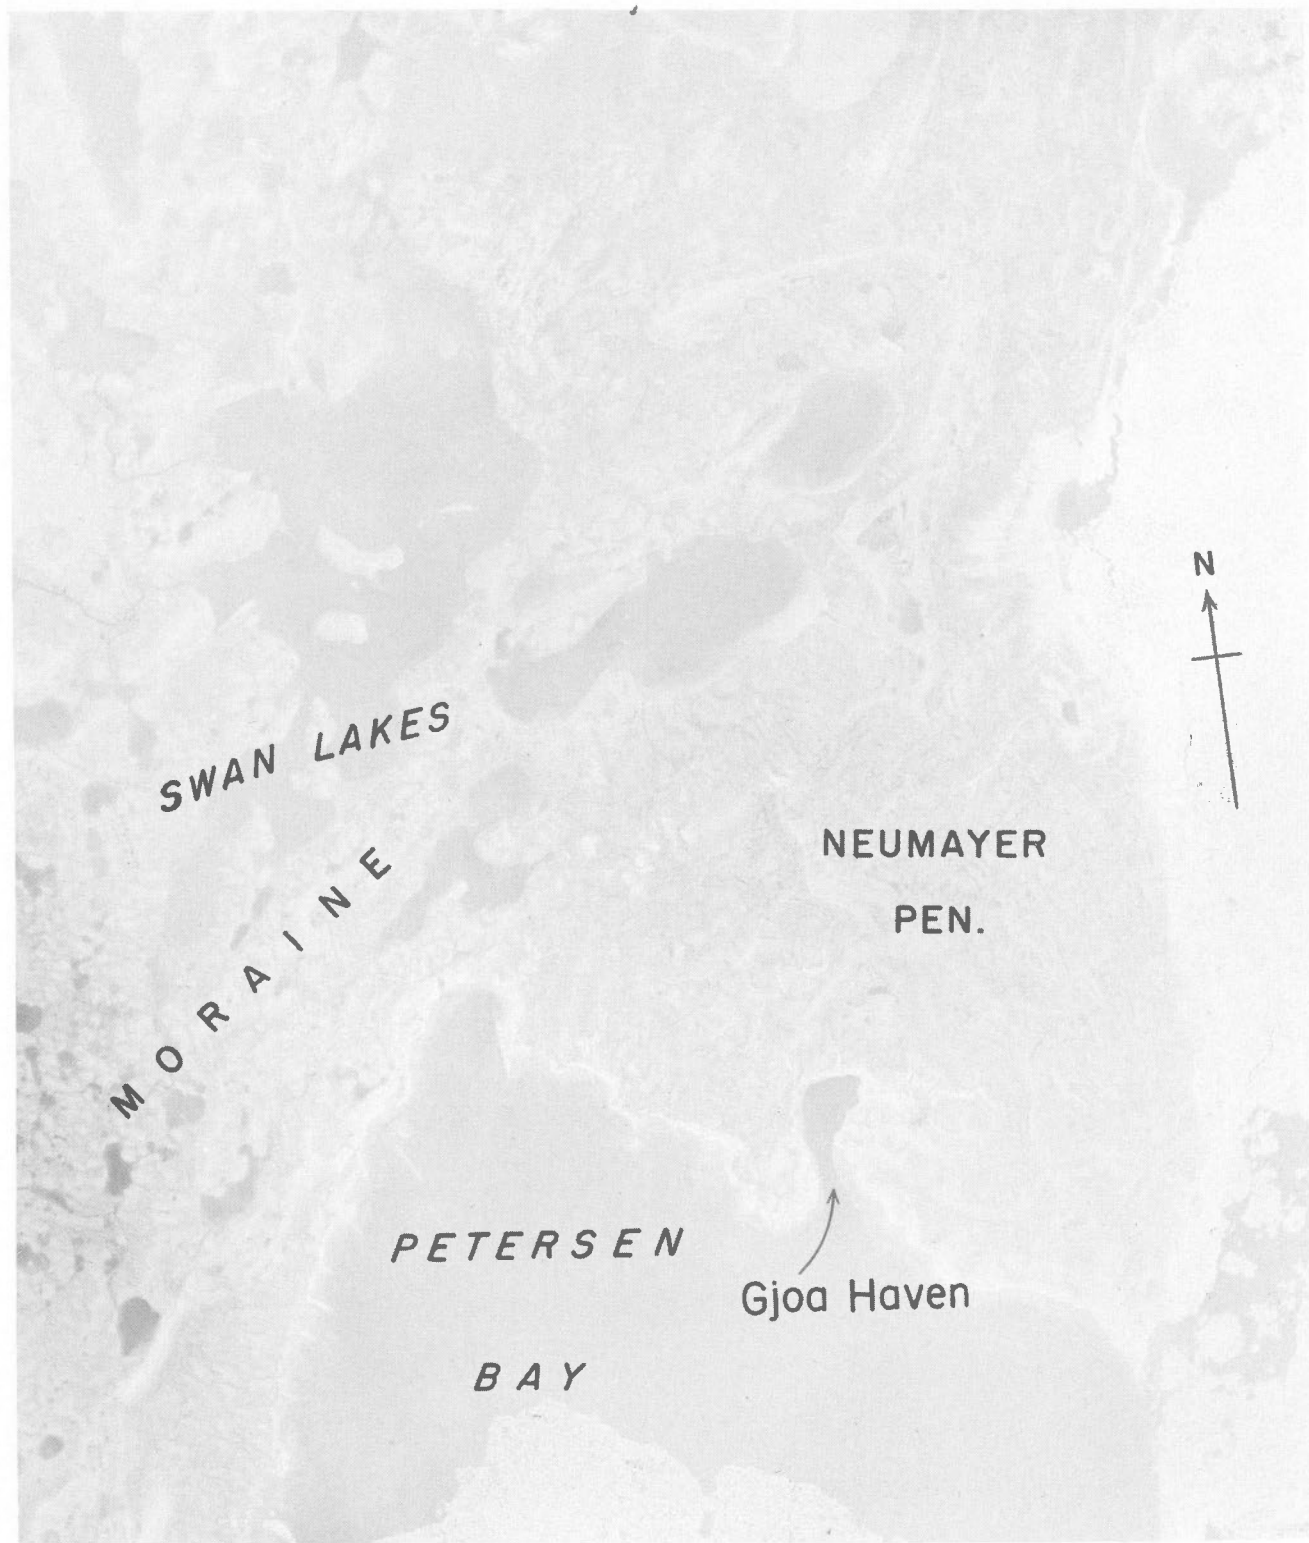 N
SWAN LAKES
NEUMAYER
PEN.
MORAINE
PETERSEN
Gjoa Haven
BAY